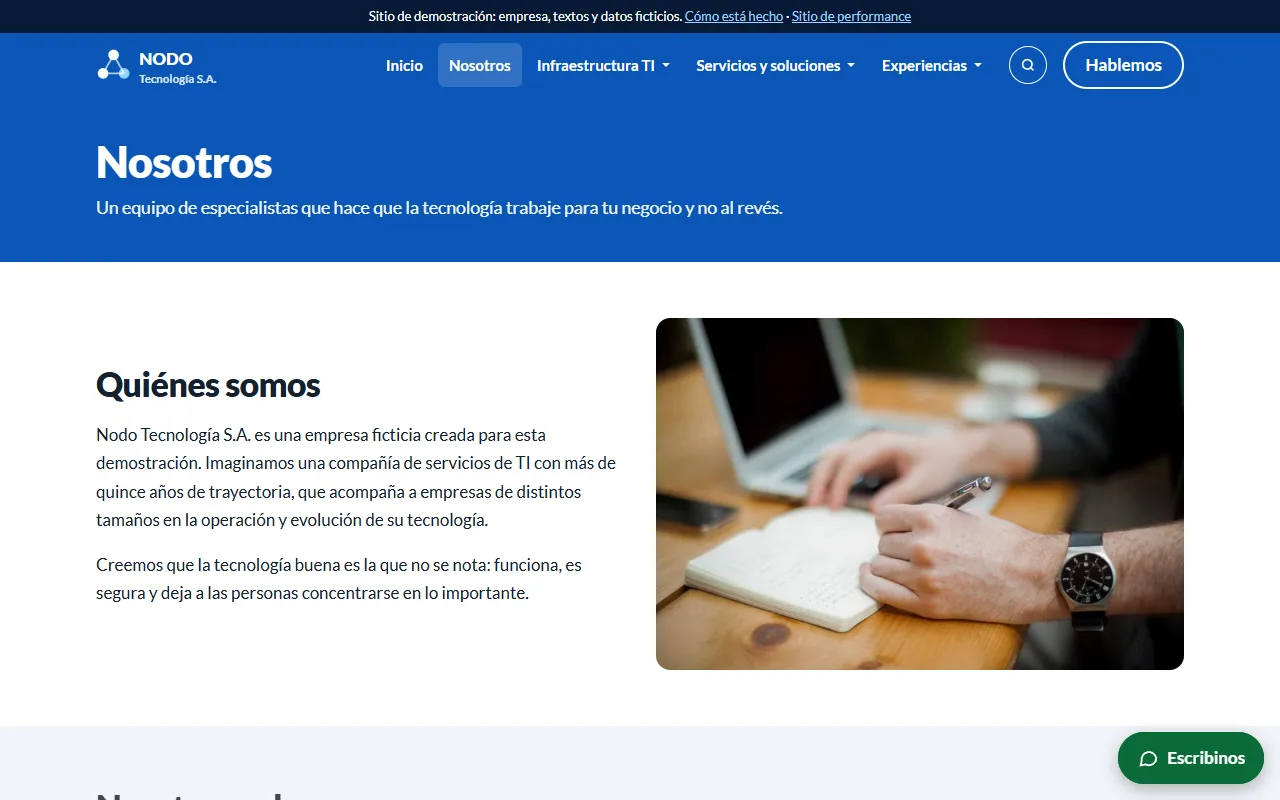 Sitio de demostración: empresa, textos y datos ficticios. Cómo está hecho · Sitio de performance
NODO
Tecnología S.A.
Inicio
Nosotros
Infraestructura TI
Servicios y soluciones
Experiencias
Hablemos
Nosotros
Un equipo de especialistas que hace que la tecnología trabaje para tu negocio y no al revés.
Quiénes somos
Nodo Tecnología S.A. es una empresa ficticia creada para esta
demostración. Imaginamos una compañía de servicios de TI con más de
quince años de trayectoria, que acompaña a empresas de distintos
tamaños en la operación y evolución de su tecnología.
Creemos que la tecnología buena es la que no se nota: funciona, es
segura y deja a las personas concentrarse en lo importante.
Escribinos